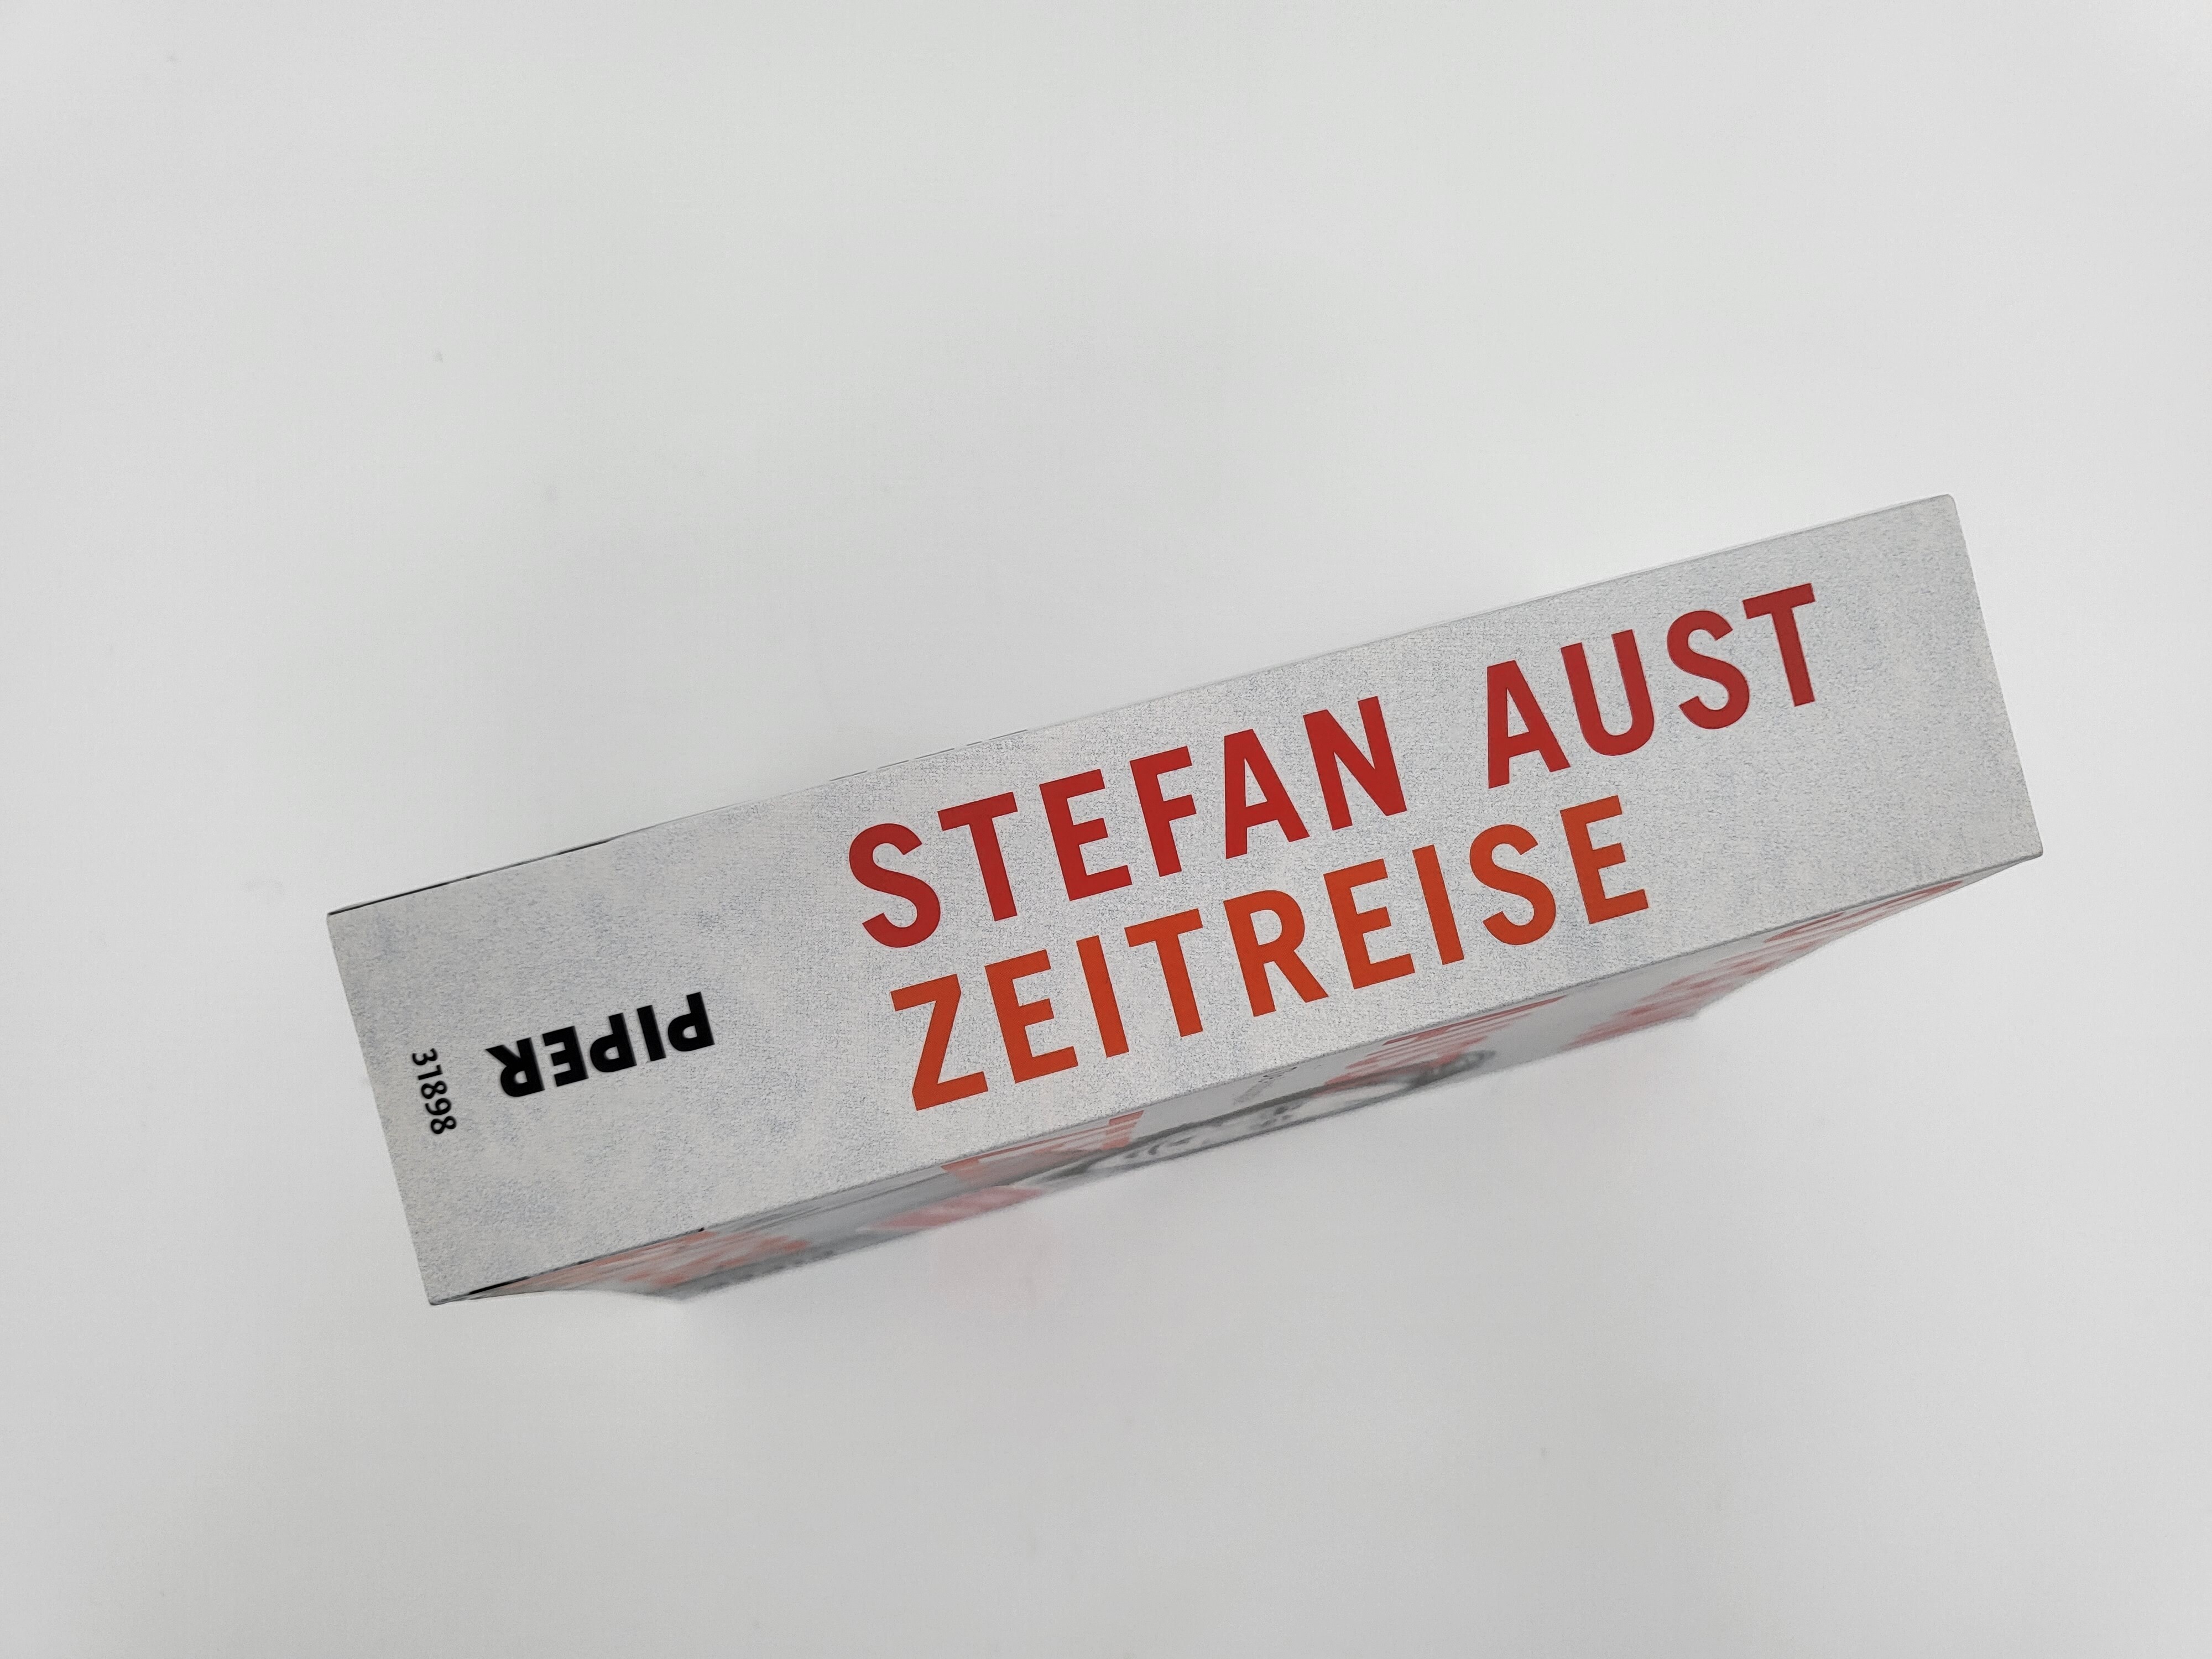 STEFAN AUST
ZEITREISE
PIPER
31898